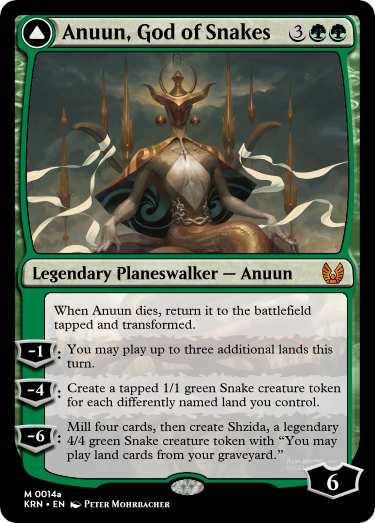 Anuun, God of Snakes 3
Legendary Planeswalker — Anuun
When Anuun dies, return it to the battlefield
tapped and transformed.
-1: You may play up to three additional lands this
turn.
-4: Create a tapped 1/1 green Snake creature token
for each differently named land you control.
-6: Mill four cards, then create Shzida, a legendary
4/4 green Snake creature token with “You may
play land cards from your graveyard.”
6
M 0014a
KRN • EN Peter Mohrbacher